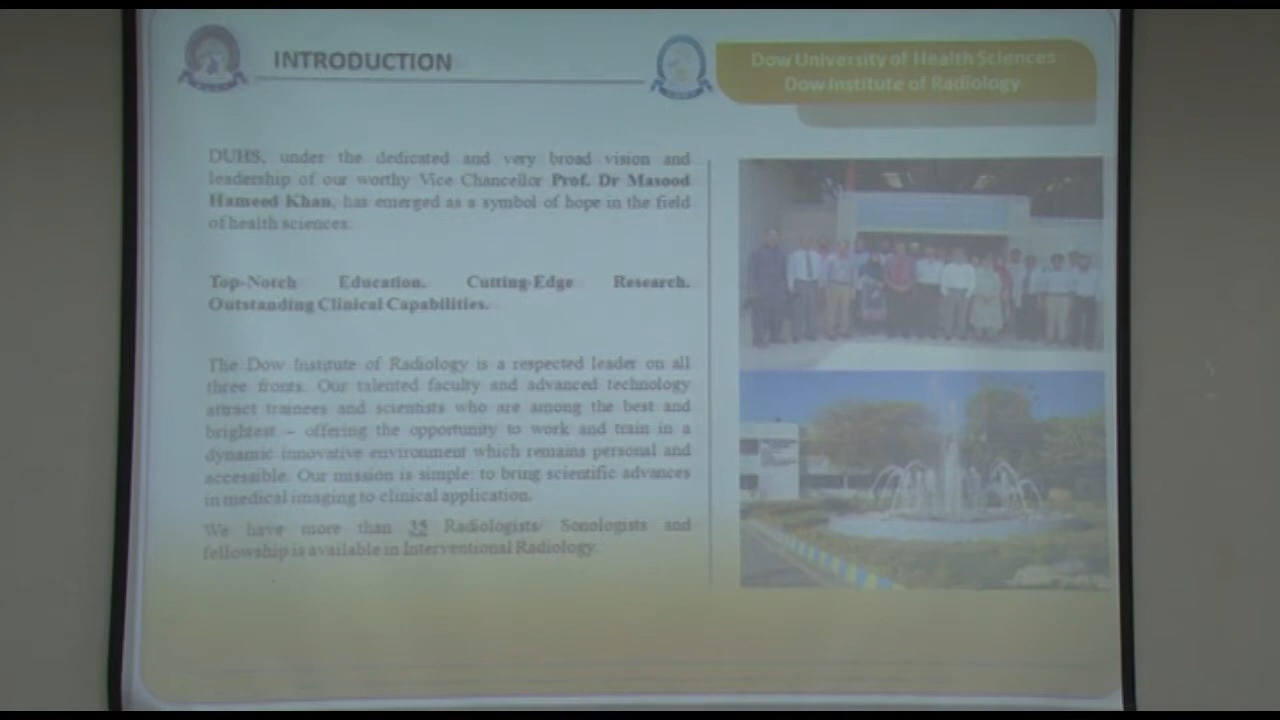 INTRODUCTION
Dow University of Health Sciences
Dow Institute of Radiology
DUHS, under the dedicated and very broad vision and
leadership of our worthy Vice Chancellor Prof. Dr Masood
Hameed Khan, has emerged as a symbol of hope in the field
of health sciences.
Top-Notch Education. Cutting-Edge Research.
Outstanding Clinical Capabilities.
The Dow Institute of Radiology is a respected leader on all
three fronts. Our talented faculty and advanced technology
attract trainees and scientists who are among the best and
brightest – offering the opportunity to work and train in a
dynamic innovative environment which remains personal and
accessible. Our mission is simple: to bring scientific advances
in medical imaging to clinical application.
We have more than 35 Radiologists/ Sonologists and
fellowship is available in Interventional Radiology.